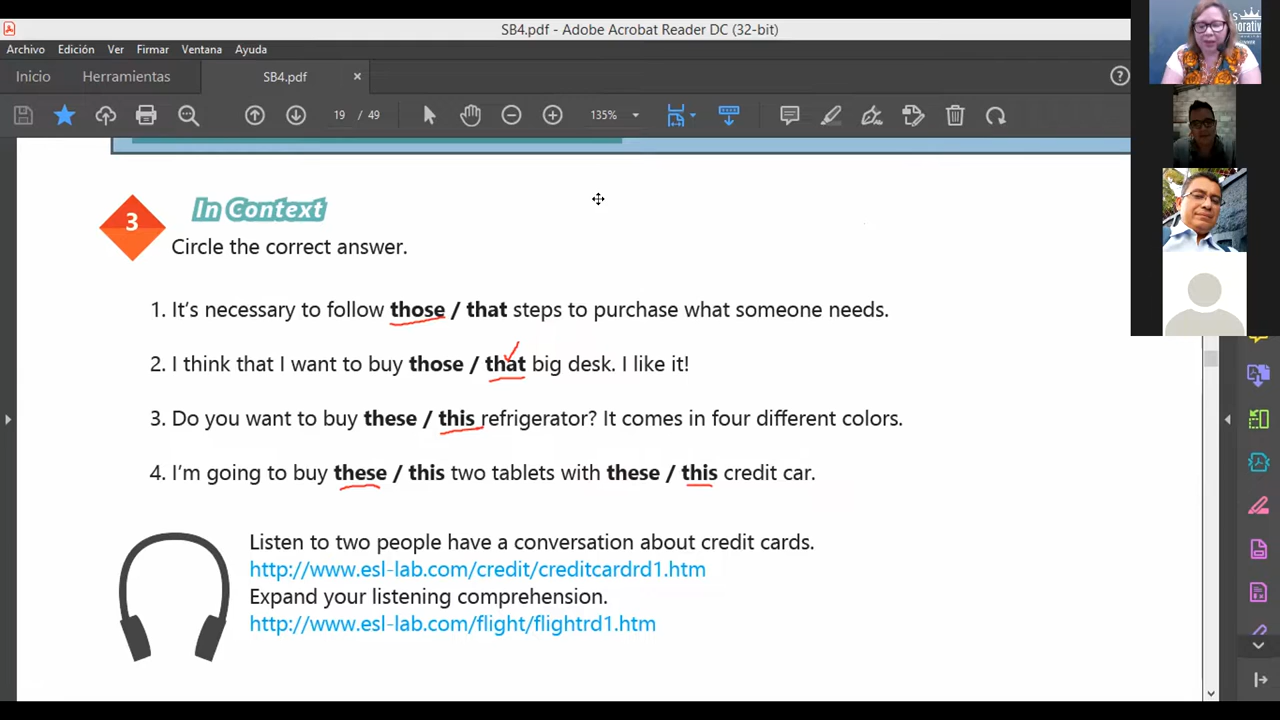 SB4.pdf - Adobe Acrobat Reader DC (32-bit)
Archivo Edición Ver Firmar Ventana Ayuda
Inicio Herramientas SB4.pdf ×
19 / 49 135%
3 In Context
Circle the correct answer.
1. It's necessary to follow those / that steps to purchase what someone needs.
2. I think that I want to buy those / that big desk. I like it!
3. Do you want to buy these / this refrigerator? It comes in four different colors.
4. I'm going to buy these / this two tablets with these / this credit car.
Listen to two people have a conversation about credit cards.
http://www.esl-lab.com/credit/creditcardrd1.htm
Expand your listening comprehension.
http://www.esl-lab.com/flight/flightrd1.htm